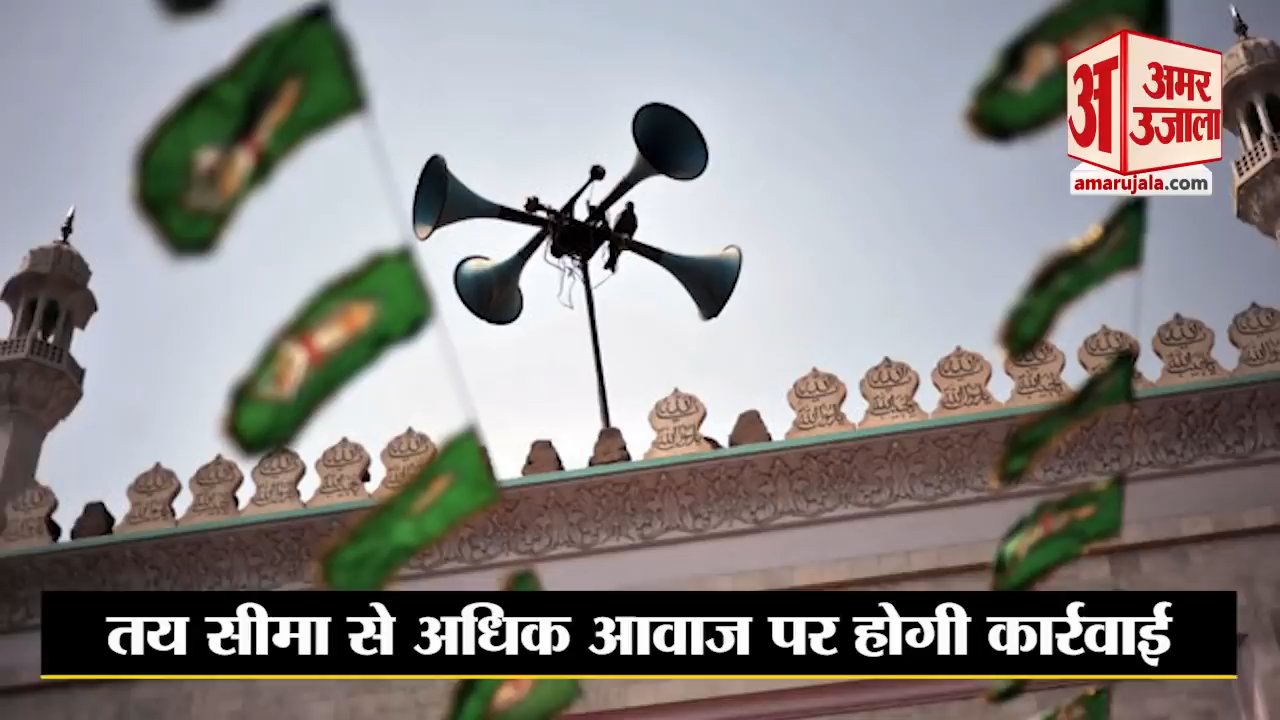 अ
अमर
उजाला
amarujala.com
तय सीमा से अधिक आवाज पर होगी कार्रवाई